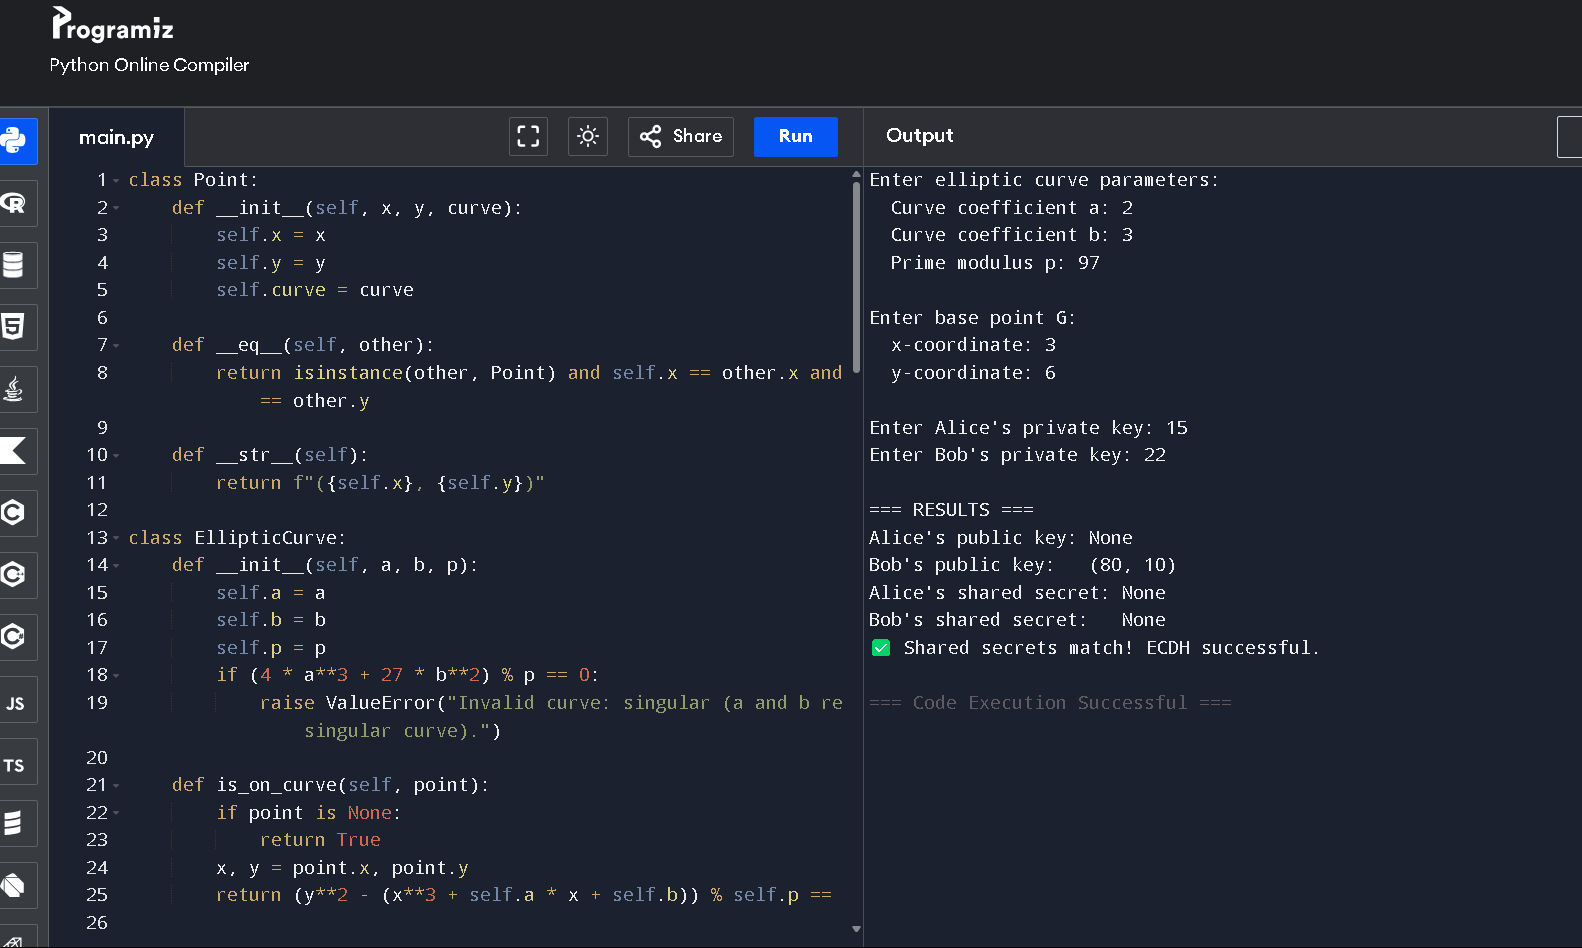 Programiz
Python Online Compiler
main.py
Share
Run
Output
1 class Point:
2 def __init__(self, x, y, curve):
3 self.x = x
4 self.y = y
5 self.curve = curve
6
7 def __eq__(self, other):
8 return isinstance(other, Point) and self.x == other.x and
== other.y
9
10 def __str__(self):
11 return f"({self.x}, {self.y})"
12
13 class EllipticCurve:
14 def __init__(self, a, b, p):
15 self.a = a
16 self.b = b
17 self.p = p
18 if (4 * a**3 + 27 * b**2) % p == 0:
19 raise ValueError("Invalid curve: singular (a and b re
singular curve).")
20
21 def is_on_curve(self, point):
22 if point is None:
23 return True
24 x, y = point.x, point.y
25 return (y**2 - (x**3 + self.a * x + self.b)) % self.p ==
26
JS
TS
Enter elliptic curve parameters:
Curve coefficient a: 2
Curve coefficient b: 3
Prime modulus p: 97
Enter base point G:
x-coordinate: 3
y-coordinate: 6
Enter Alice's private key: 15
Enter Bob's private key: 22
=== RESULTS ===
Alice's public key: None
Bob's public key: (80, 10)
Alice's shared secret: None
Bob's shared secret: None
✅ Shared secrets match! ECDH successful.
=== Code Execution Successful ===